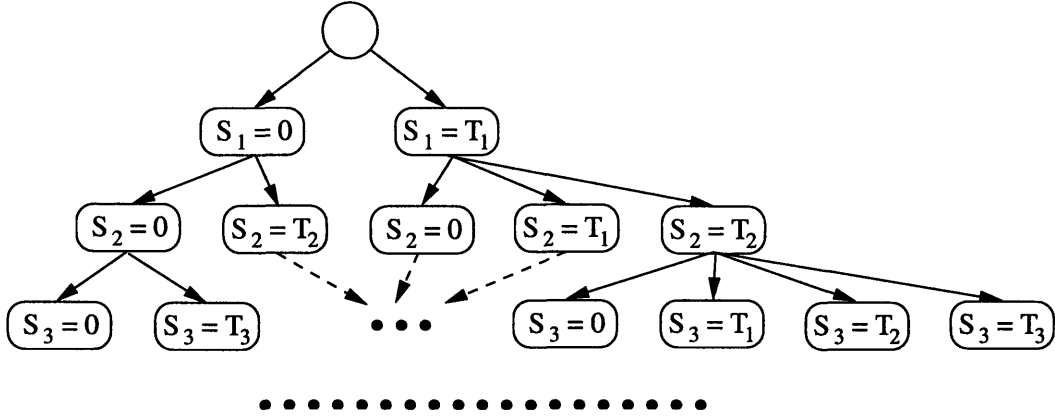 S₁ = 0 S₁ = T₁
S₂ = 0 S₂ = T₂ S₂ = 0 S₂ = T₁ S₂ = T₂
S₃ = 0 S₃ = T₃ S₃ = 0 S₃ = T₁ S₃ = T₂ S₃ = T₃